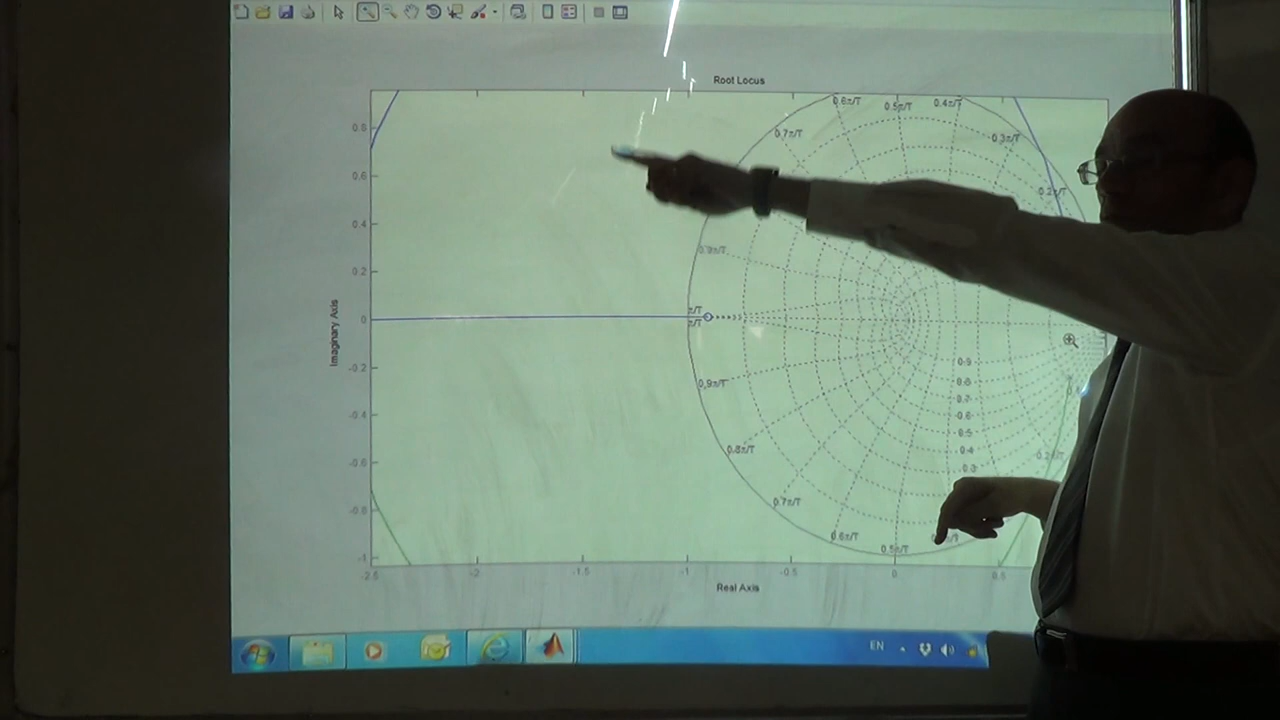 Root Locus
0.6π/T 0.5π/T 0.4π/T
0.8 0.7π/T 0.3π/T
0.6 0.2π/T
0.4
0.9π/T
0.2
Imaginary Axis
π/T
0
π/T
0.9
-0.2
0.9π/T 0.8
0.7
-0.4 0.6
0.5
0.8π/T 0.4
-0.6 0.3
0.7π/T
-0.8
0.6π/T 0.5π/T
-1
-2.5 -2 -1.5 -1 -0.5 0 0.5
Real Axis
EN